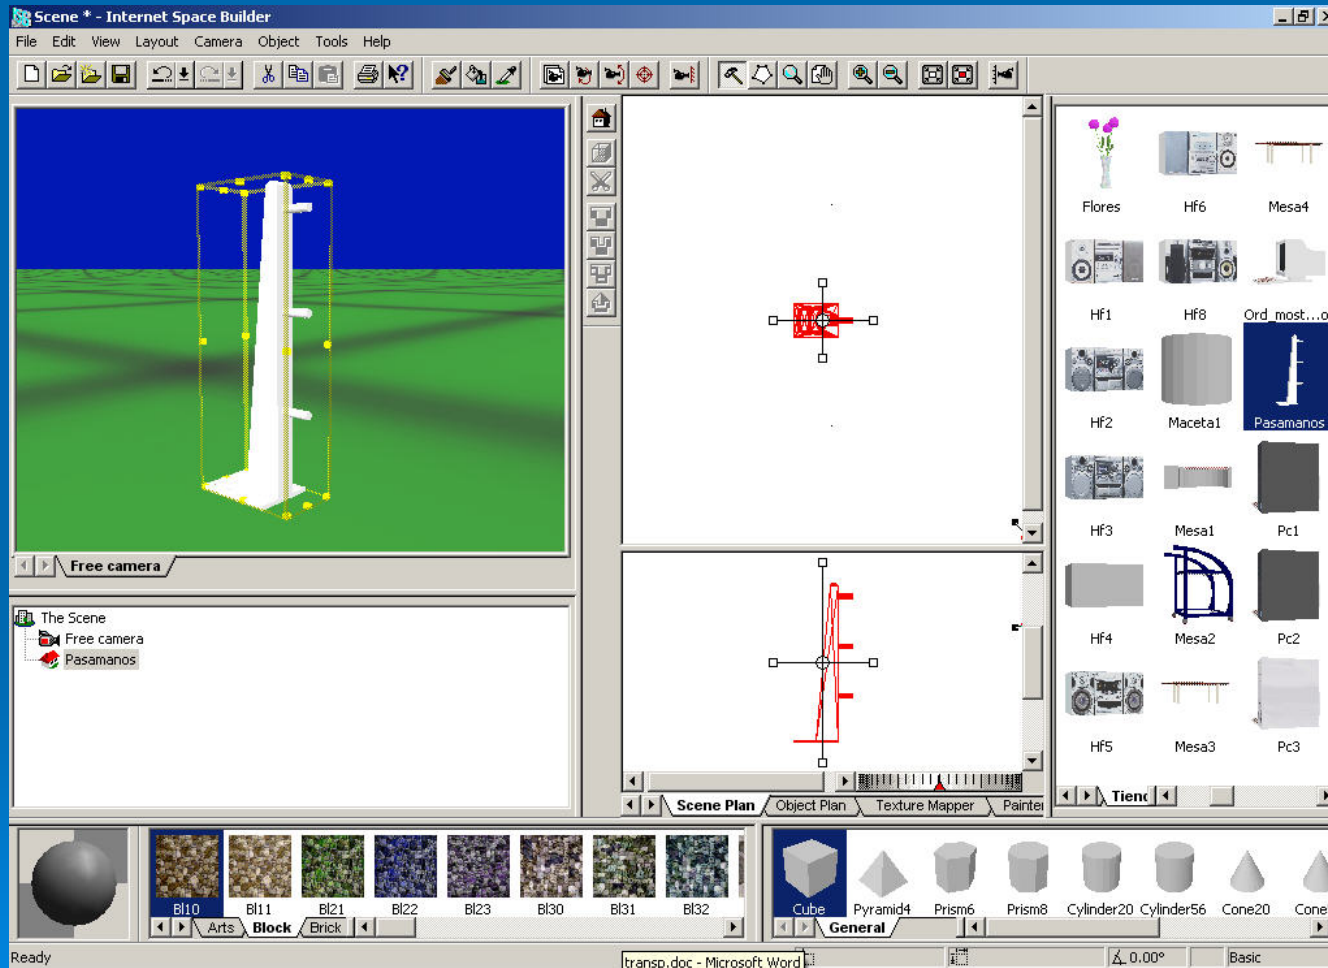 Scene * - Internet Space Builder
File Edit View Layout Camera Object Tools Help
Flores Hf6 Mesa4
Hf1 Hf8 Ord_most...o
Hf2 Maceta1 Pasamanos
Hf3 Mesa1 Pc1
Hf4 Mesa2 Pc2
Hf5 Mesa3 Pc3
Free camera
The Scene
Free camera
Pasamanos
Scene Plan Object Plan Texture Mapper Painter
Tiend
Bl10 Bl11 Bl21 Bl22 Bl23 Bl30 Bl31 Bl32
Arts Block Brick
Cube Pyramid4 Prism6 Prism8 Cylinder20 Cylinder56 Cone20 Cone
General
Ready
transp.doc - Microsoft Word
0.00° Basic